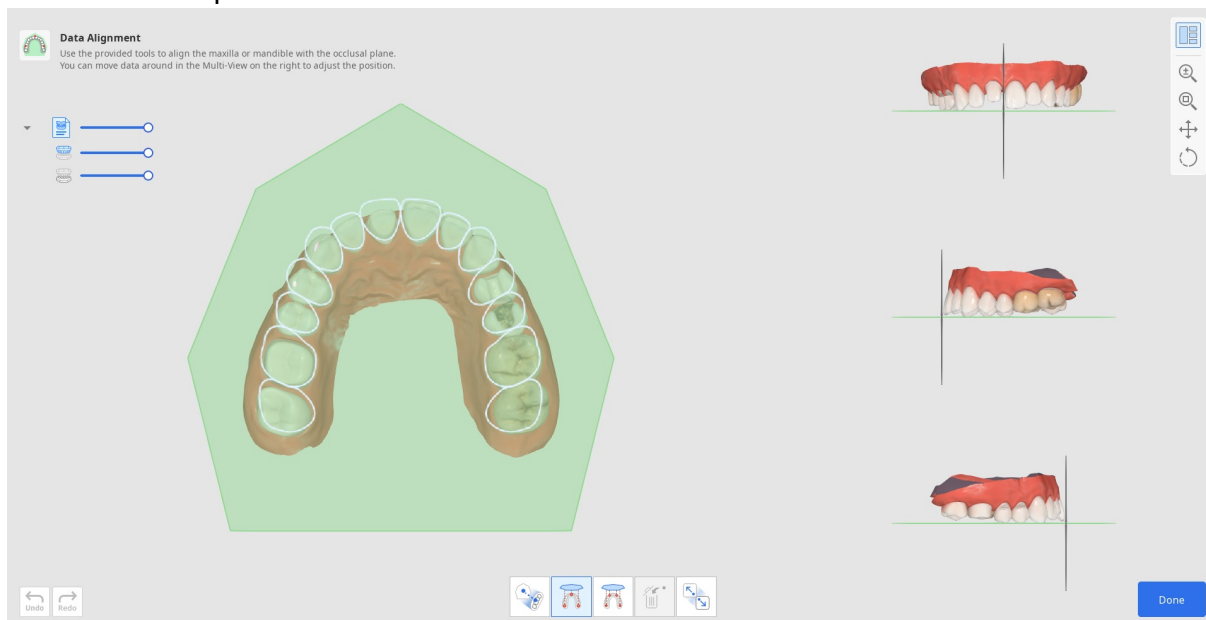 Data Alignment
Use the provided tools to align the maxilla or mandible with the occlusal plane.
You can move data around in the Multi-View on the right to adjust the position.
Undo
Redo
Done